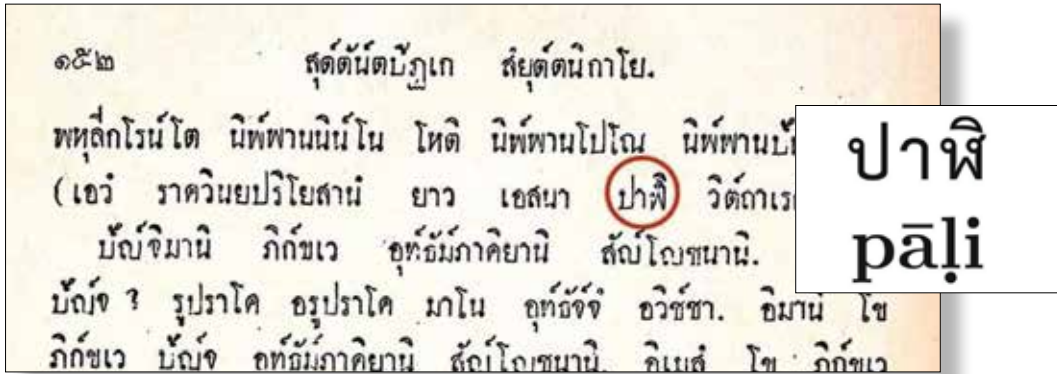 ๑๕๒ สุต์ตัน์ตปิฎเก สํยุต์ตนิกาโย.
พหุลีกโรน์โต นิพ์พานนิน์โน โหติ นิพ์พานโปโณ
(เอวํ ราควินยปริโยสานํ ยาว เอสนา ปาฬิ
ปัญ์จิมานิ ภิก์ขเว อุท์ธัม์ภาคิยานิ สัญ์โญชนานิ.
ปัญ์จ ? รูปราโค อรูปราโค มาโน อุท์ธัจ์จํ อวิช์ชา. อิมานิ โข
ภิก์ขเว ปัญ์จ อุท์ธัม์ภาคิยานิ สัญ์โญชนานิ. อิเมสํ โข ภิก์ขเว
ปาฬิ
pāḷi